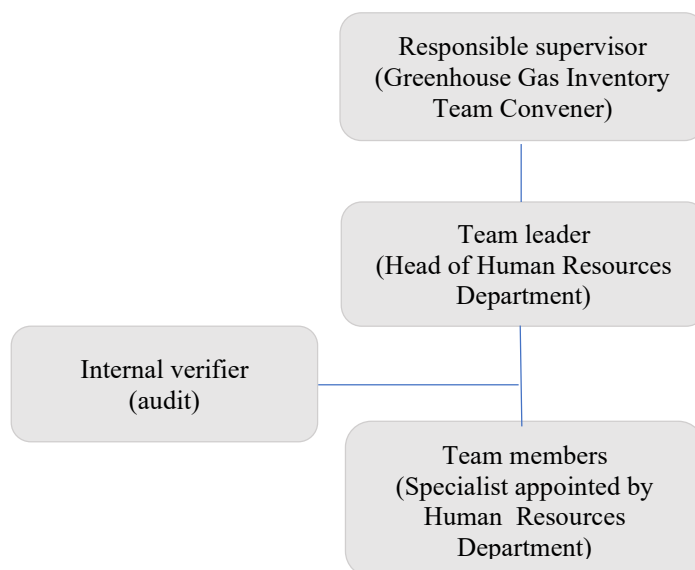 Responsible supervisor
(Greenhouse Gas Inventory
Team Convener)
Team leader
(Head of Human Resources
Department)
Internal verifier
(audit)
Team members
(Specialist appointed by
Human  Resources
Department)